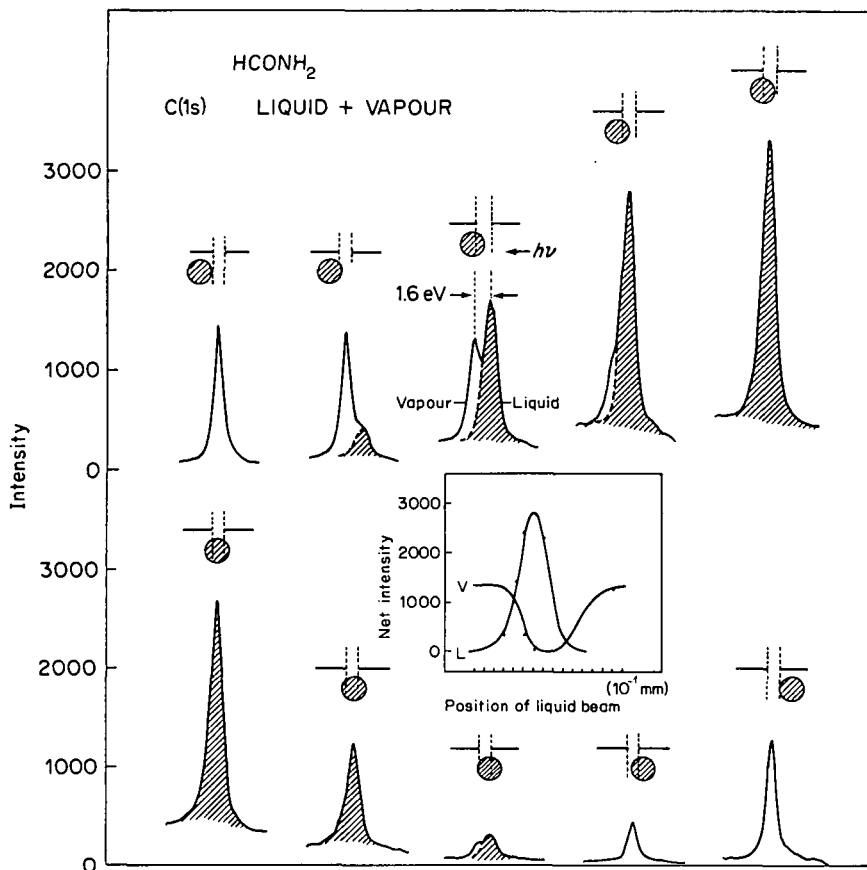 HCONH₂
C(1s) LIQUID + VAPOUR
Intensity
3000
2000
1000
0
3000
2000
1000
0
hν
1.6 eV
Vapour
Liquid
Net intensity
3000
2000
1000
0
V
L
(10⁻¹ mm)
Position of liquid beam